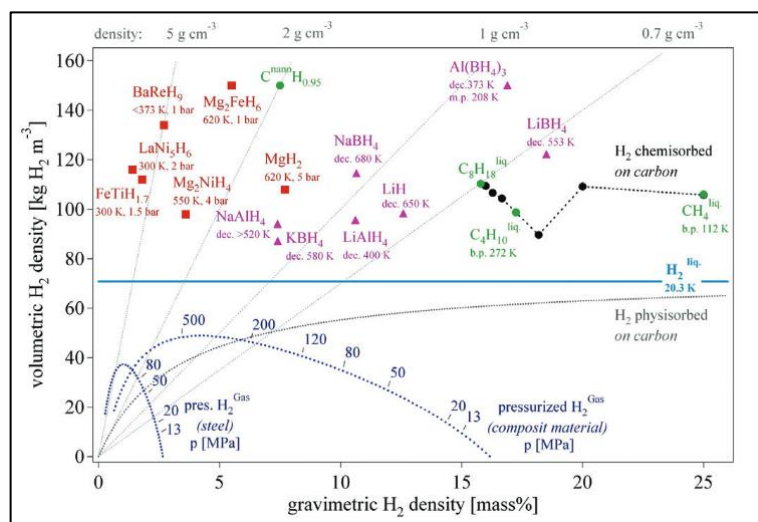 density: 5 g cm⁻³ 2 g cm⁻³ 1 g cm⁻³ 0.7 g cm⁻³
volumetric H₂ density [kg H₂ m⁻³]
160
140
120
100
80
60
40
20
0
BaReH₉
<373 K, 1 bar
Mg₂FeH₆
620 K, 1 bar
C^nano H₀.₉₅
Al(BH₄)₃
dec.373 K
m.p. 208 K
LaNi₅H₆
300 K, 2 bar
NaBH₄
dec. 680 K
LiBH₄
dec. 553 K
MgH₂
620 K, 5 bar
C₈H₁₈^liq.
H₂ chemisorbed
on carbon
FeTiH₁.₇
300 K, 1.5 bar
Mg₂NiH₄
550 K, 4 bar
LiH
dec. 650 K
NaAlH₄
dec. >520 K
KBH₄
dec. 580 K
LiAlH₄
dec. 400 K
C₄H₁₀^liq.
b.p. 272 K
CH₄^liq.
b.p. 112 K
H₂^liq.
20.3 K
H₂ physisorbed
on carbon
500
200
120
80
50
20
13
80
50
20
13
pres. H₂^Gas
(steel)
p [MPa]
pressurized H₂^Gas
(composit material)
p [MPa]
0 5 10 15 20 25
gravimetric H₂ density [mass%]